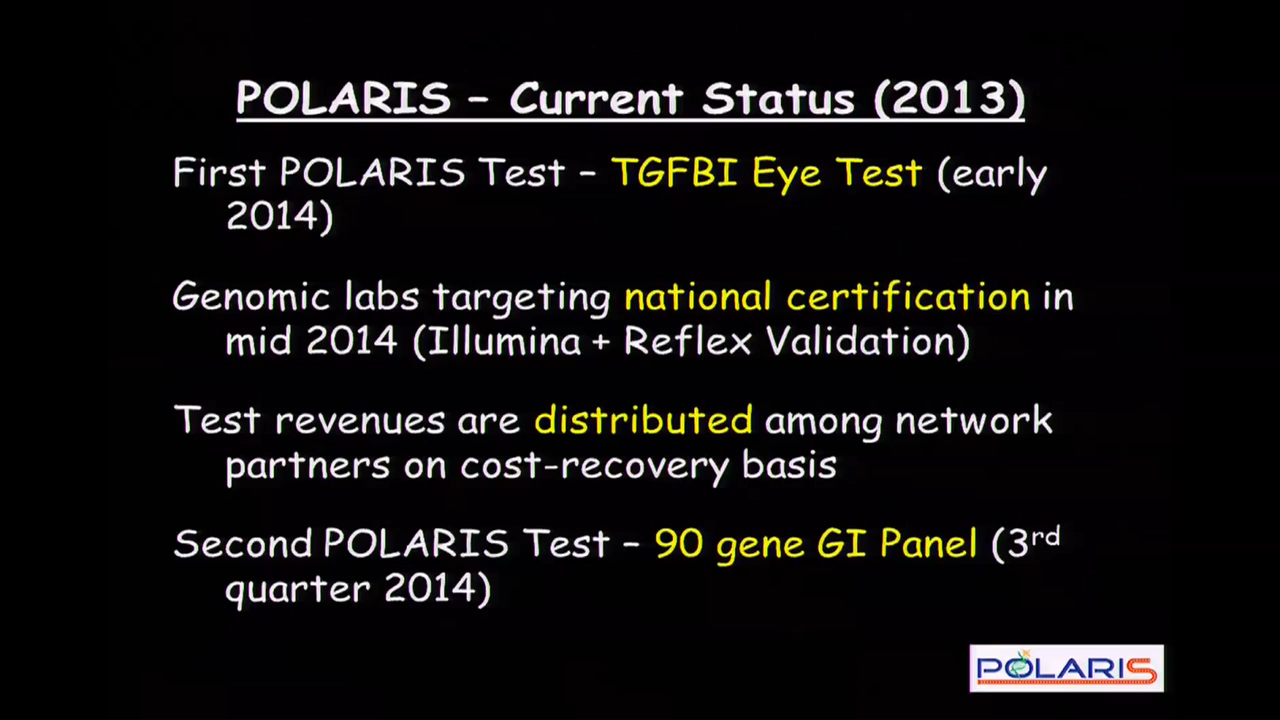 POLARIS – Current Status (2013)
First POLARIS Test – TGFBI Eye Test (early
2014)
Genomic labs targeting national certification in
mid 2014 (Illumina + Reflex Validation)
Test revenues are distributed among network
partners on cost-recovery basis
Second POLARIS Test – 90 gene GI Panel (3rd
quarter 2014)
POLARIS